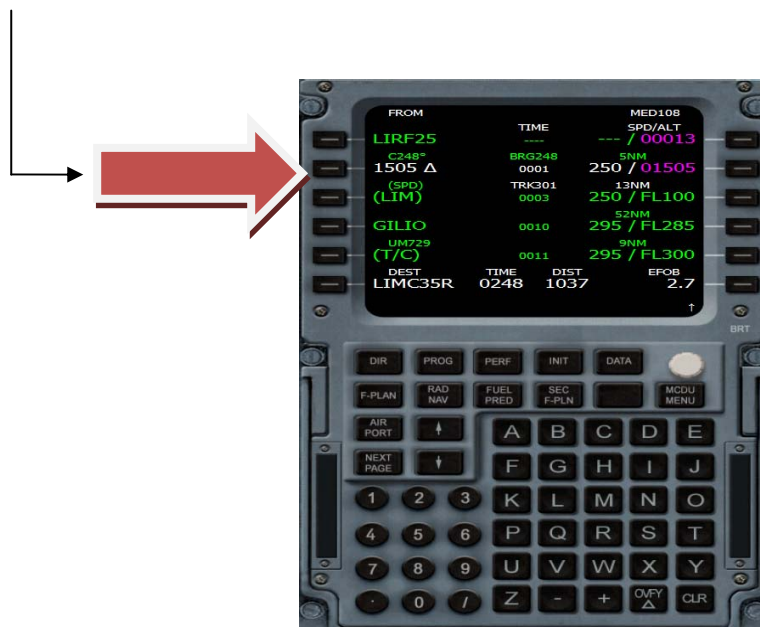 FROM MED108
TIME SPD/ALT
LIRF25 ---- --- / 00013
C248° BRG248 5NM
1505 Δ 0001 250 / 01505
(SPD) TRK301 13NM
(LIM) 0003 250 / FL100
52NM
GILIO 0010 295 / FL285
UM729 9NM
(T/C) 0011 295 / FL300
DEST TIME DIST EFOB
LIMC35R 0248 1037 2.7
↑
BRT
DIR PROG PERF INIT DATA
F-PLAN RAD NAV FUEL PRED SEC F-PLN MCDU MENU
AIR PORT
NEXT PAGE
A B C D E
F G H I J
1 2 3 K L M N O
4 5 6 P Q R S T
7 8 9 U V W X Y
. 0 / Z - + OVFY Δ CLR